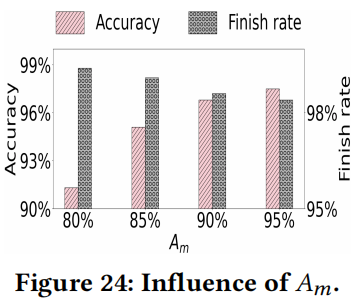 Accuracy Finish rate
Accuracy
99%
96%
93%
90%
98%
95%
Finish rate
80% 85% 90% 95%
Am
Figure 24: Influence of Am.